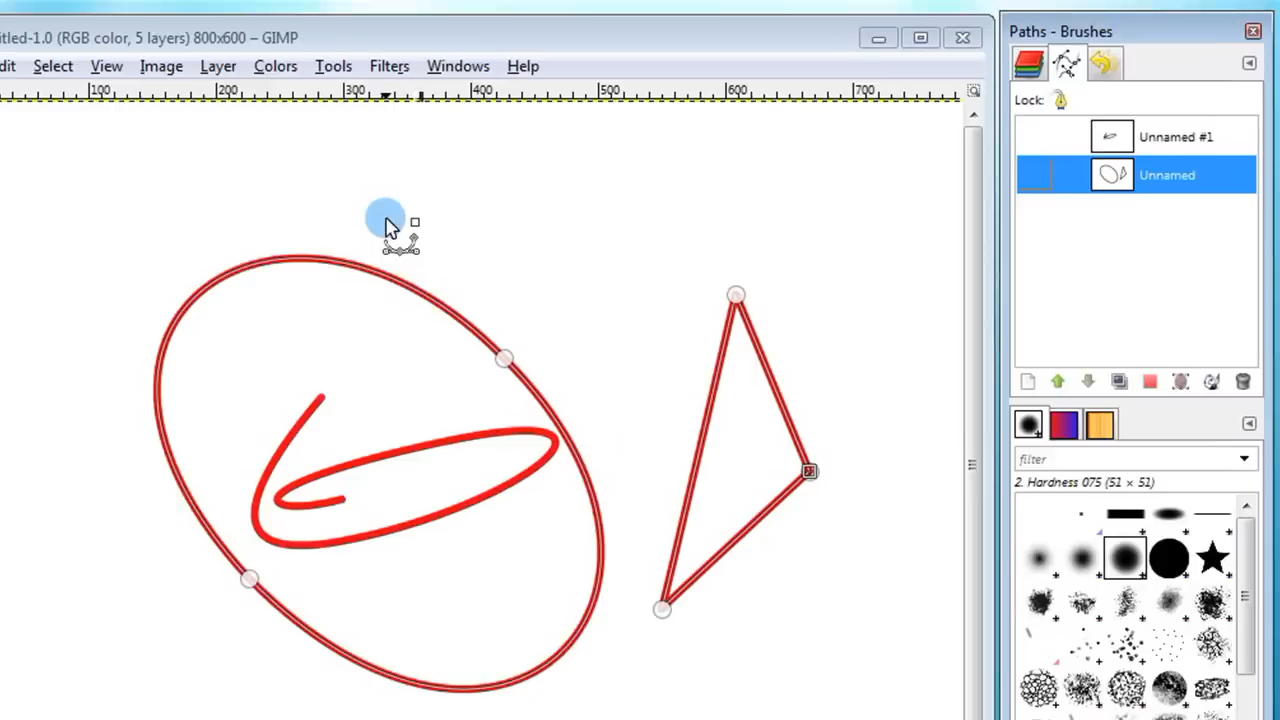 titled-1.0 (RGB color, 5 layers) 800x600 – GIMP
dit Select View Image Layer Colors Tools Filters Windows Help
100 200 300 400 500 600 700
Paths - Brushes
Lock:
Unnamed #1
Unnamed
filter
2. Hardness 075 (51 × 51)